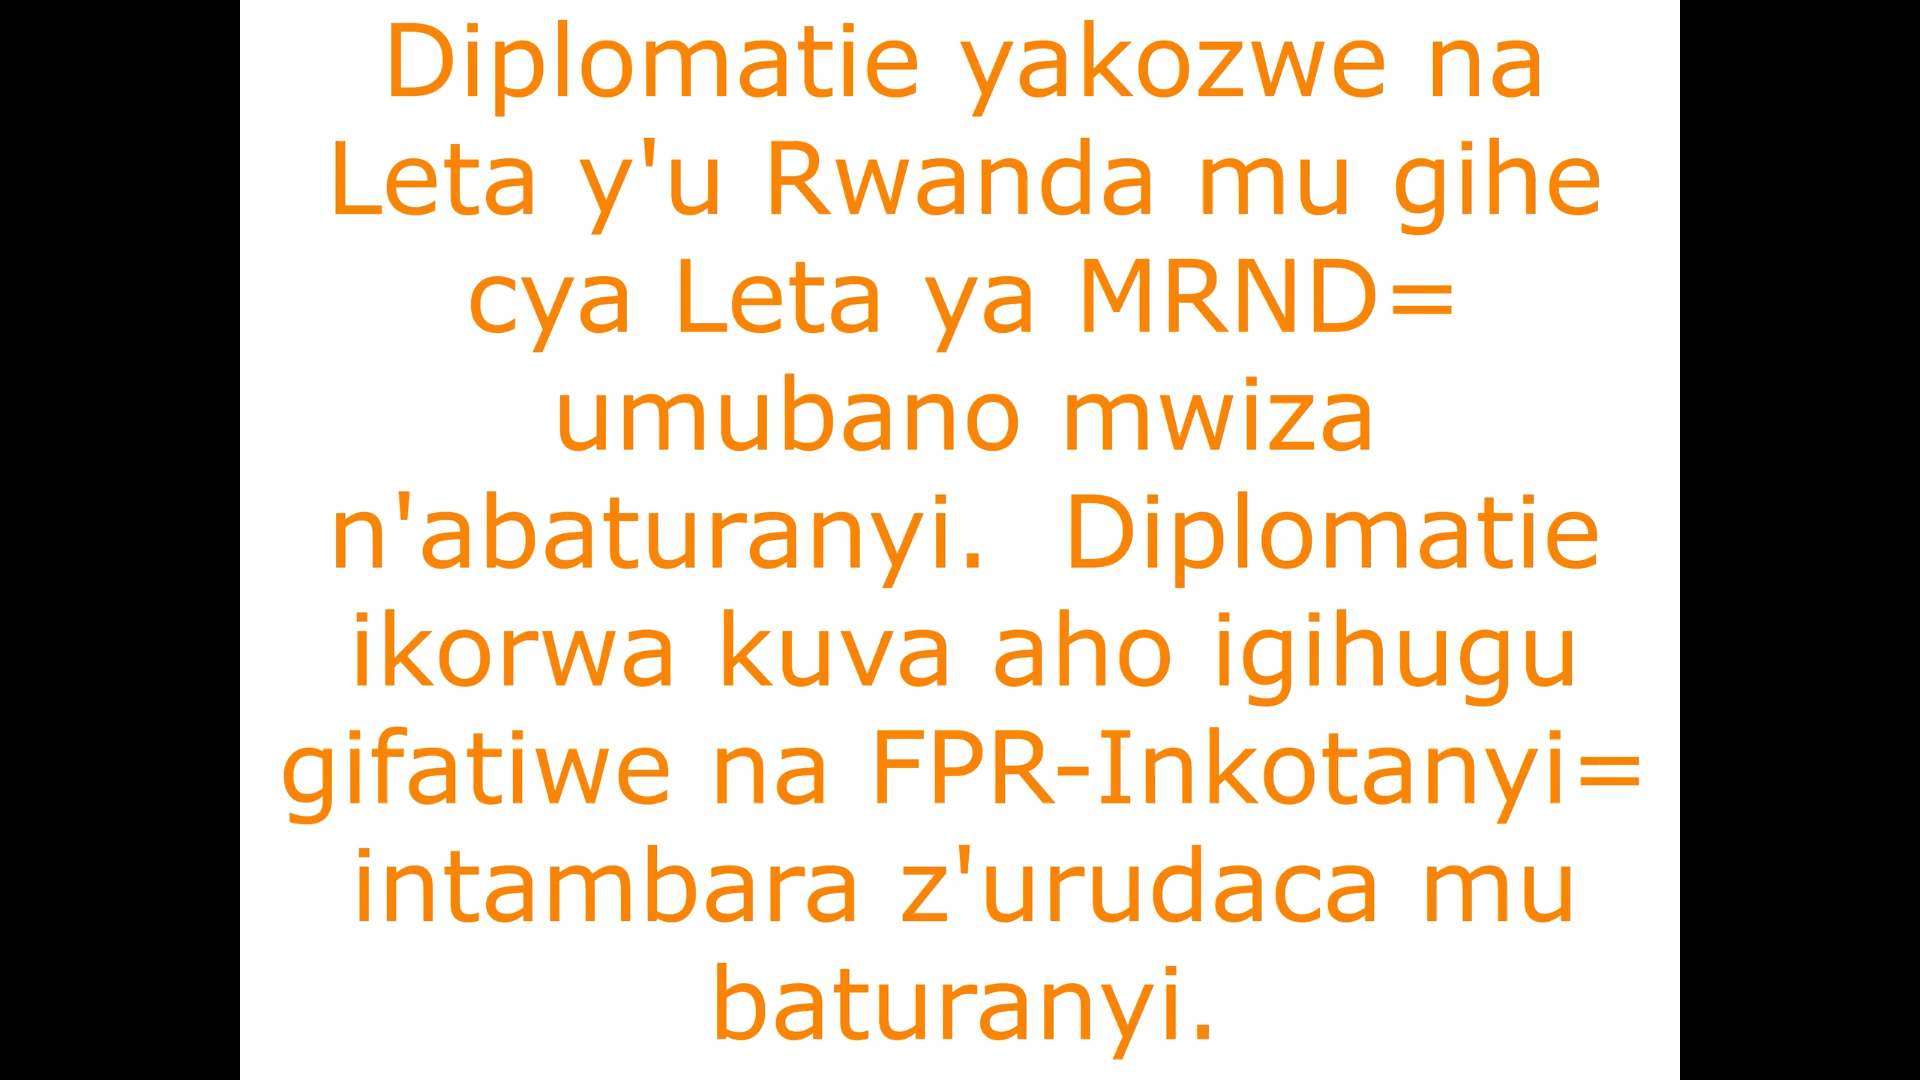 Diplomatie yakozwe na
Leta y'u Rwanda mu gihe
cya Leta ya MRND=
umubano mwiza
n'abaturanyi.  Diplomatie
ikorwa kuva aho igihugu
gifatiwe na FPR-Inkotanyi=
intambara z'urudaca mu
baturanyi.